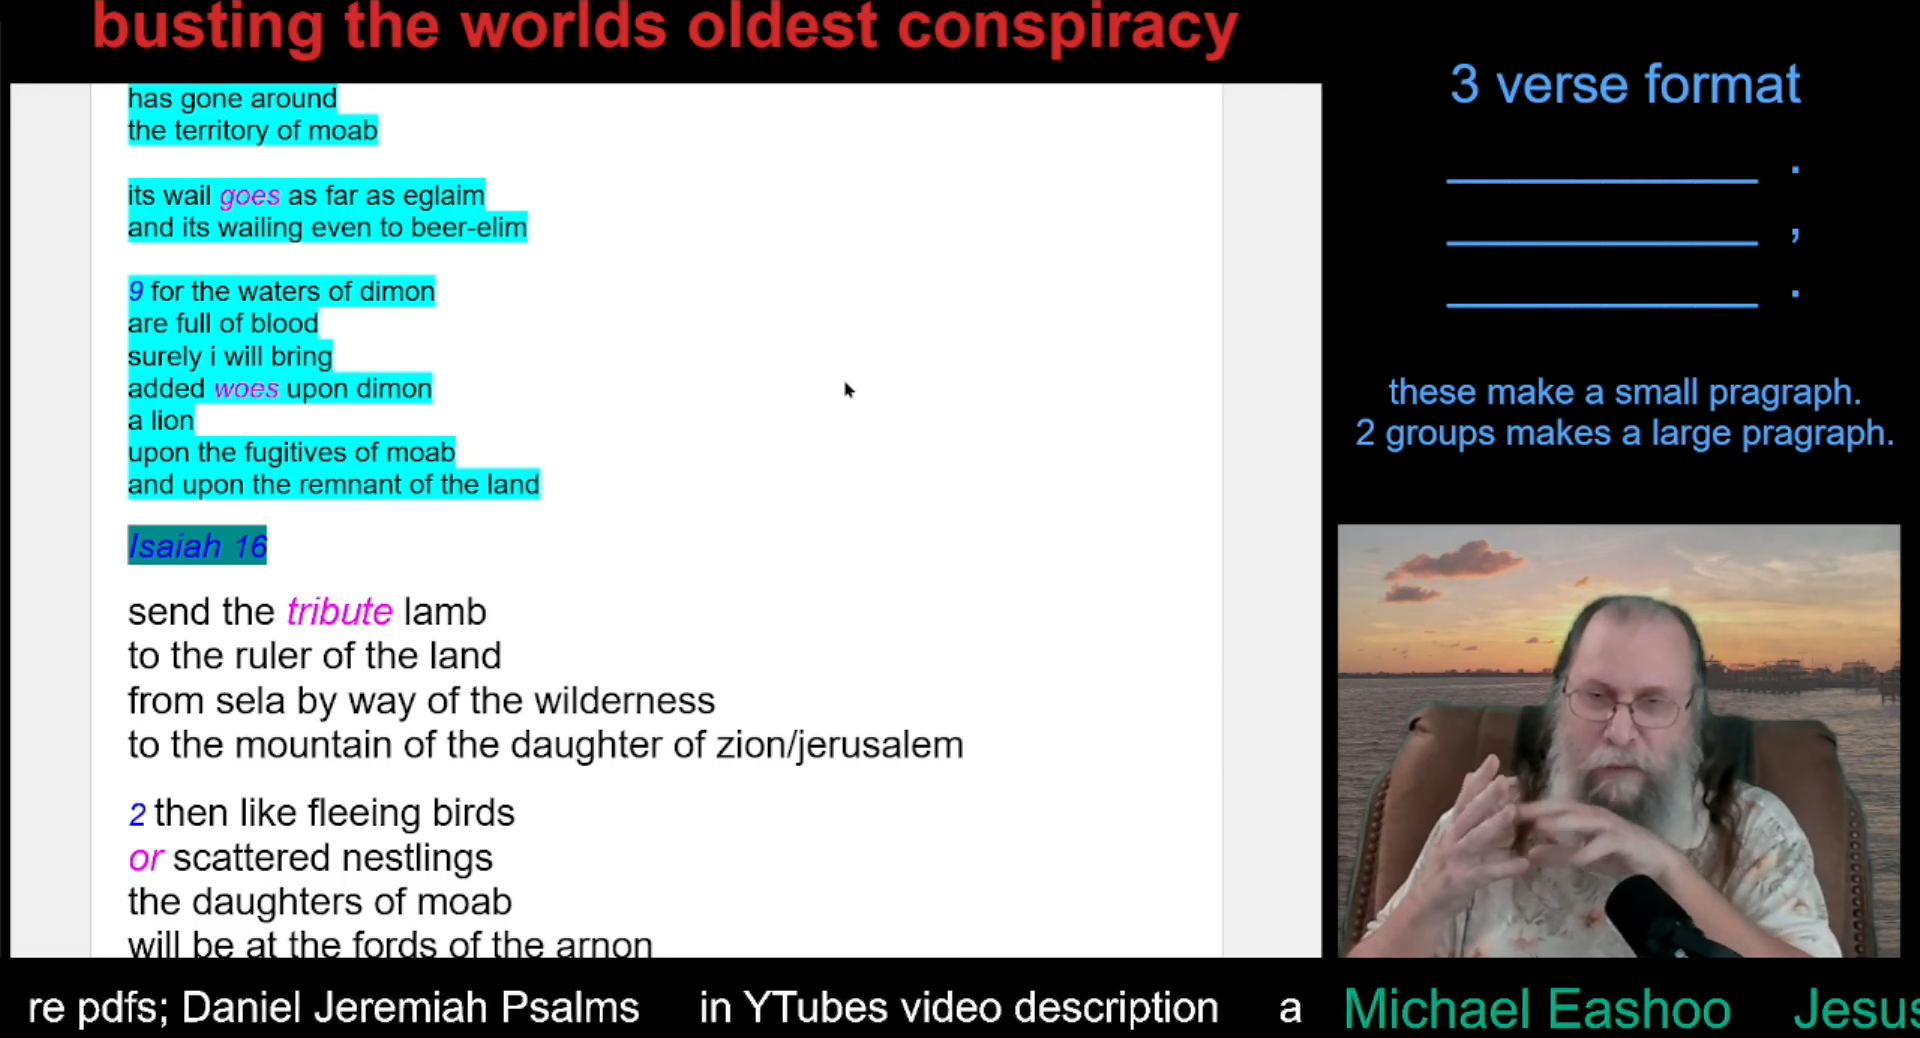 busting the worlds oldest conspiracy
has gone around
the territory of moab
its wail goes as far as eglaim
and its wailing even to beer-elim
9 for the waters of dimon
are full of blood
surely i will bring
added woes upon dimon
a lion
upon the fugitives of moab
and upon the remnant of the land
Isaiah 16
send the tribute lamb
to the ruler of the land
from sela by way of the wilderness
to the mountain of the daughter of zion/jerusalem
2 then like fleeing birds
or scattered nestlings
the daughters of moab
will be at the fords of the arnon
3 verse format
____________ .
____________ ,
____________ .
these make a small pragraph.
2 groups makes a large pragraph.
re pdfs; Daniel Jeremiah Psalms in YTubes video description a
Michael Eashoo Jesus